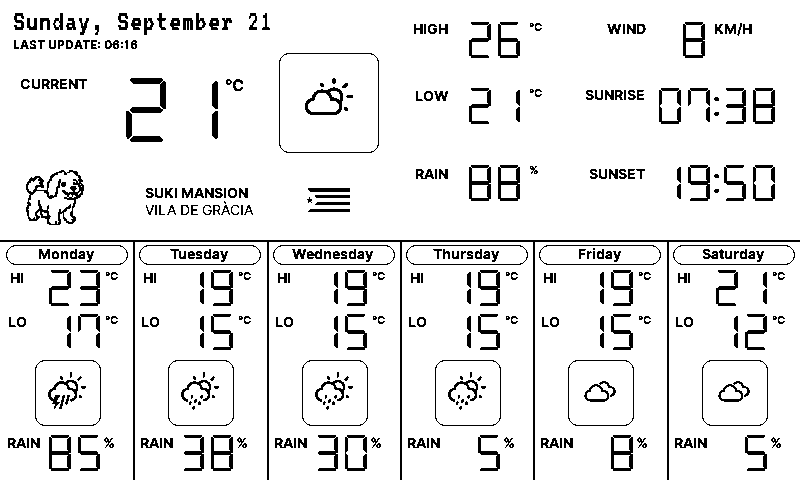 Sunday, September 21
LAST UPDATE: 06:16
CURRENT 21 °C
HIGH 26 °C
WIND 8 KM/H
LOW 21 °C
SUNRISE 07:38
RAIN 88 %
SUNSET 19:50
SUKI MANSION
VILA DE GRÀCIA
Monday
HI 23 °C
LO 17 °C
RAIN 85 %
Tuesday
HI 19 °C
LO 15 °C
RAIN 38 %
Wednesday
HI 19 °C
LO 15 °C
RAIN 30 %
Thursday
HI 19 °C
LO 15 °C
RAIN 5 %
Friday
HI 19 °C
LO 15 °C
RAIN 8 %
Saturday
HI 21 °C
LO 12 °C
RAIN 5 %